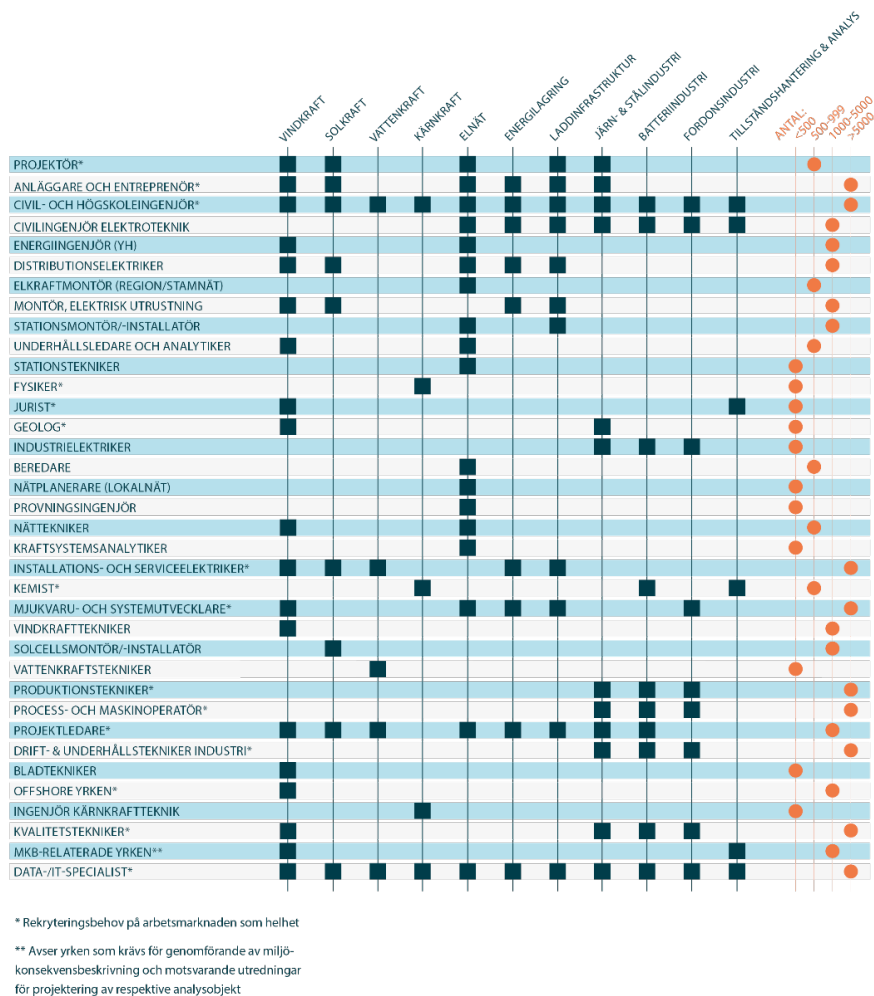 VINDKRAFT
SOLKRAFT
VATTENKRAFT
KÄRNKRAFT
ELNÄT
ENERGILAGRING
LADDINFRASTRUKTUR
JÄRN- & STÅLINDUSTRI
BATTERIINDUSTRI
FORDONSINDUSTRI
TILLSTÅNDSHANTERING & ANALYS
ANTAL:
<500
500-999
1000-5000
>5000
PROJEKTÖR*
ANLÄGGARE OCH ENTREPRENÖR*
CIVIL- OCH HÖGSKOLEINGENJÖR*
CIVILINGENJÖR ELEKTROTEKNIK
ENERGIINGENJÖR (YH)
DISTRIBUTIONSELEKTRIKER
ELKRAFTMONTÖR (REGION/STAMNÄT)
MONTÖR, ELEKTRISK UTRUSTNING
STATIONSMONTÖR/-INSTALLATÖR
UNDERHÅLLSLEDARE OCH ANALYTIKER
STATIONSTEKNIKER
FYSIKER*
JURIST*
GEOLOG*
INDUSTRIELEKTRIKER
BEREDARE
NÄTPLANERARE (LOKALNÄT)
PROVNINGSINGENJÖR
NÄTTEKNIKER
KRAFTSYSTEMSANALYTIKER
INSTALLATIONS- OCH SERVICEELEKTRIKER*
KEMIST*
MJUKVARU- OCH SYSTEMUTVECKLARE*
VINDKRAFTTEKNIKER
SOLCELLSMONTÖR/-INSTALLATÖR
VATTENKRAFTSTEKNIKER
PRODUKTIONSTEKNIKER*
PROCESS- OCH MASKINOPERATÖR*
PROJEKTLEDARE*
DRIFT- & UNDERHÅLLSTEKNIKER INDUSTRI*
BLADTEKNIKER
OFFSHORE YRKEN*
INGENJÖR KÄRNKRAFTTEKNIK
KVALITETSTEKNIKER*
MKB-RELATERADE YRKEN**
DATA-/IT-SPECIALIST*
* Rekryteringsbehov på arbetsmarknaden som helhet
** Avser yrken som krävs för genomförande av miljö-
konsekvensbeskrivning och motsvarande utredningar
för projektering av respektive analysobjekt